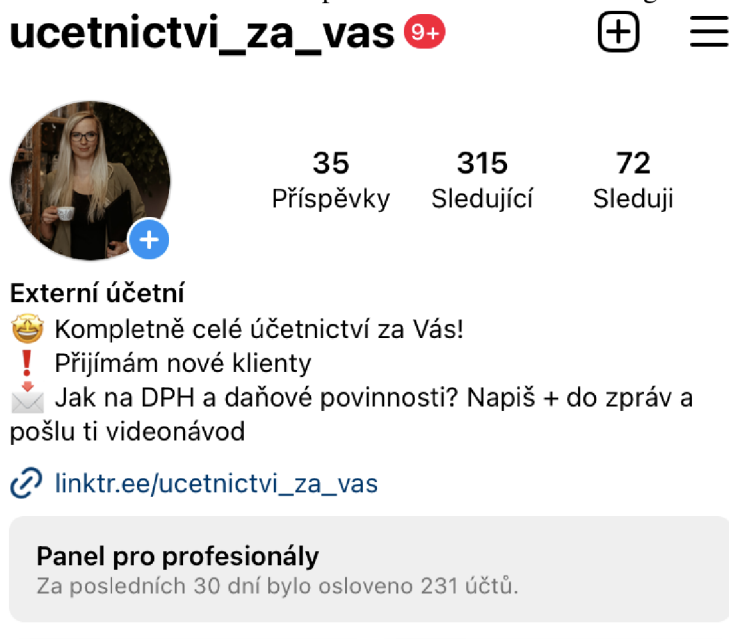 ucetnictvi_za_vas 9+
35 315 72
Příspěvky Sledující Sleduji
Externí účetní
🤩 Kompletně celé účetnictví za Vás!
❗ Přijímám nové klienty
📩 Jak na DPH a daňové povinnosti? Napiš + do zpráv a
pošlu ti videonávod
linktr.ee/ucetnictvi_za_vas
Panel pro profesionály
Za posledních 30 dní bylo osloveno 231 účtů.